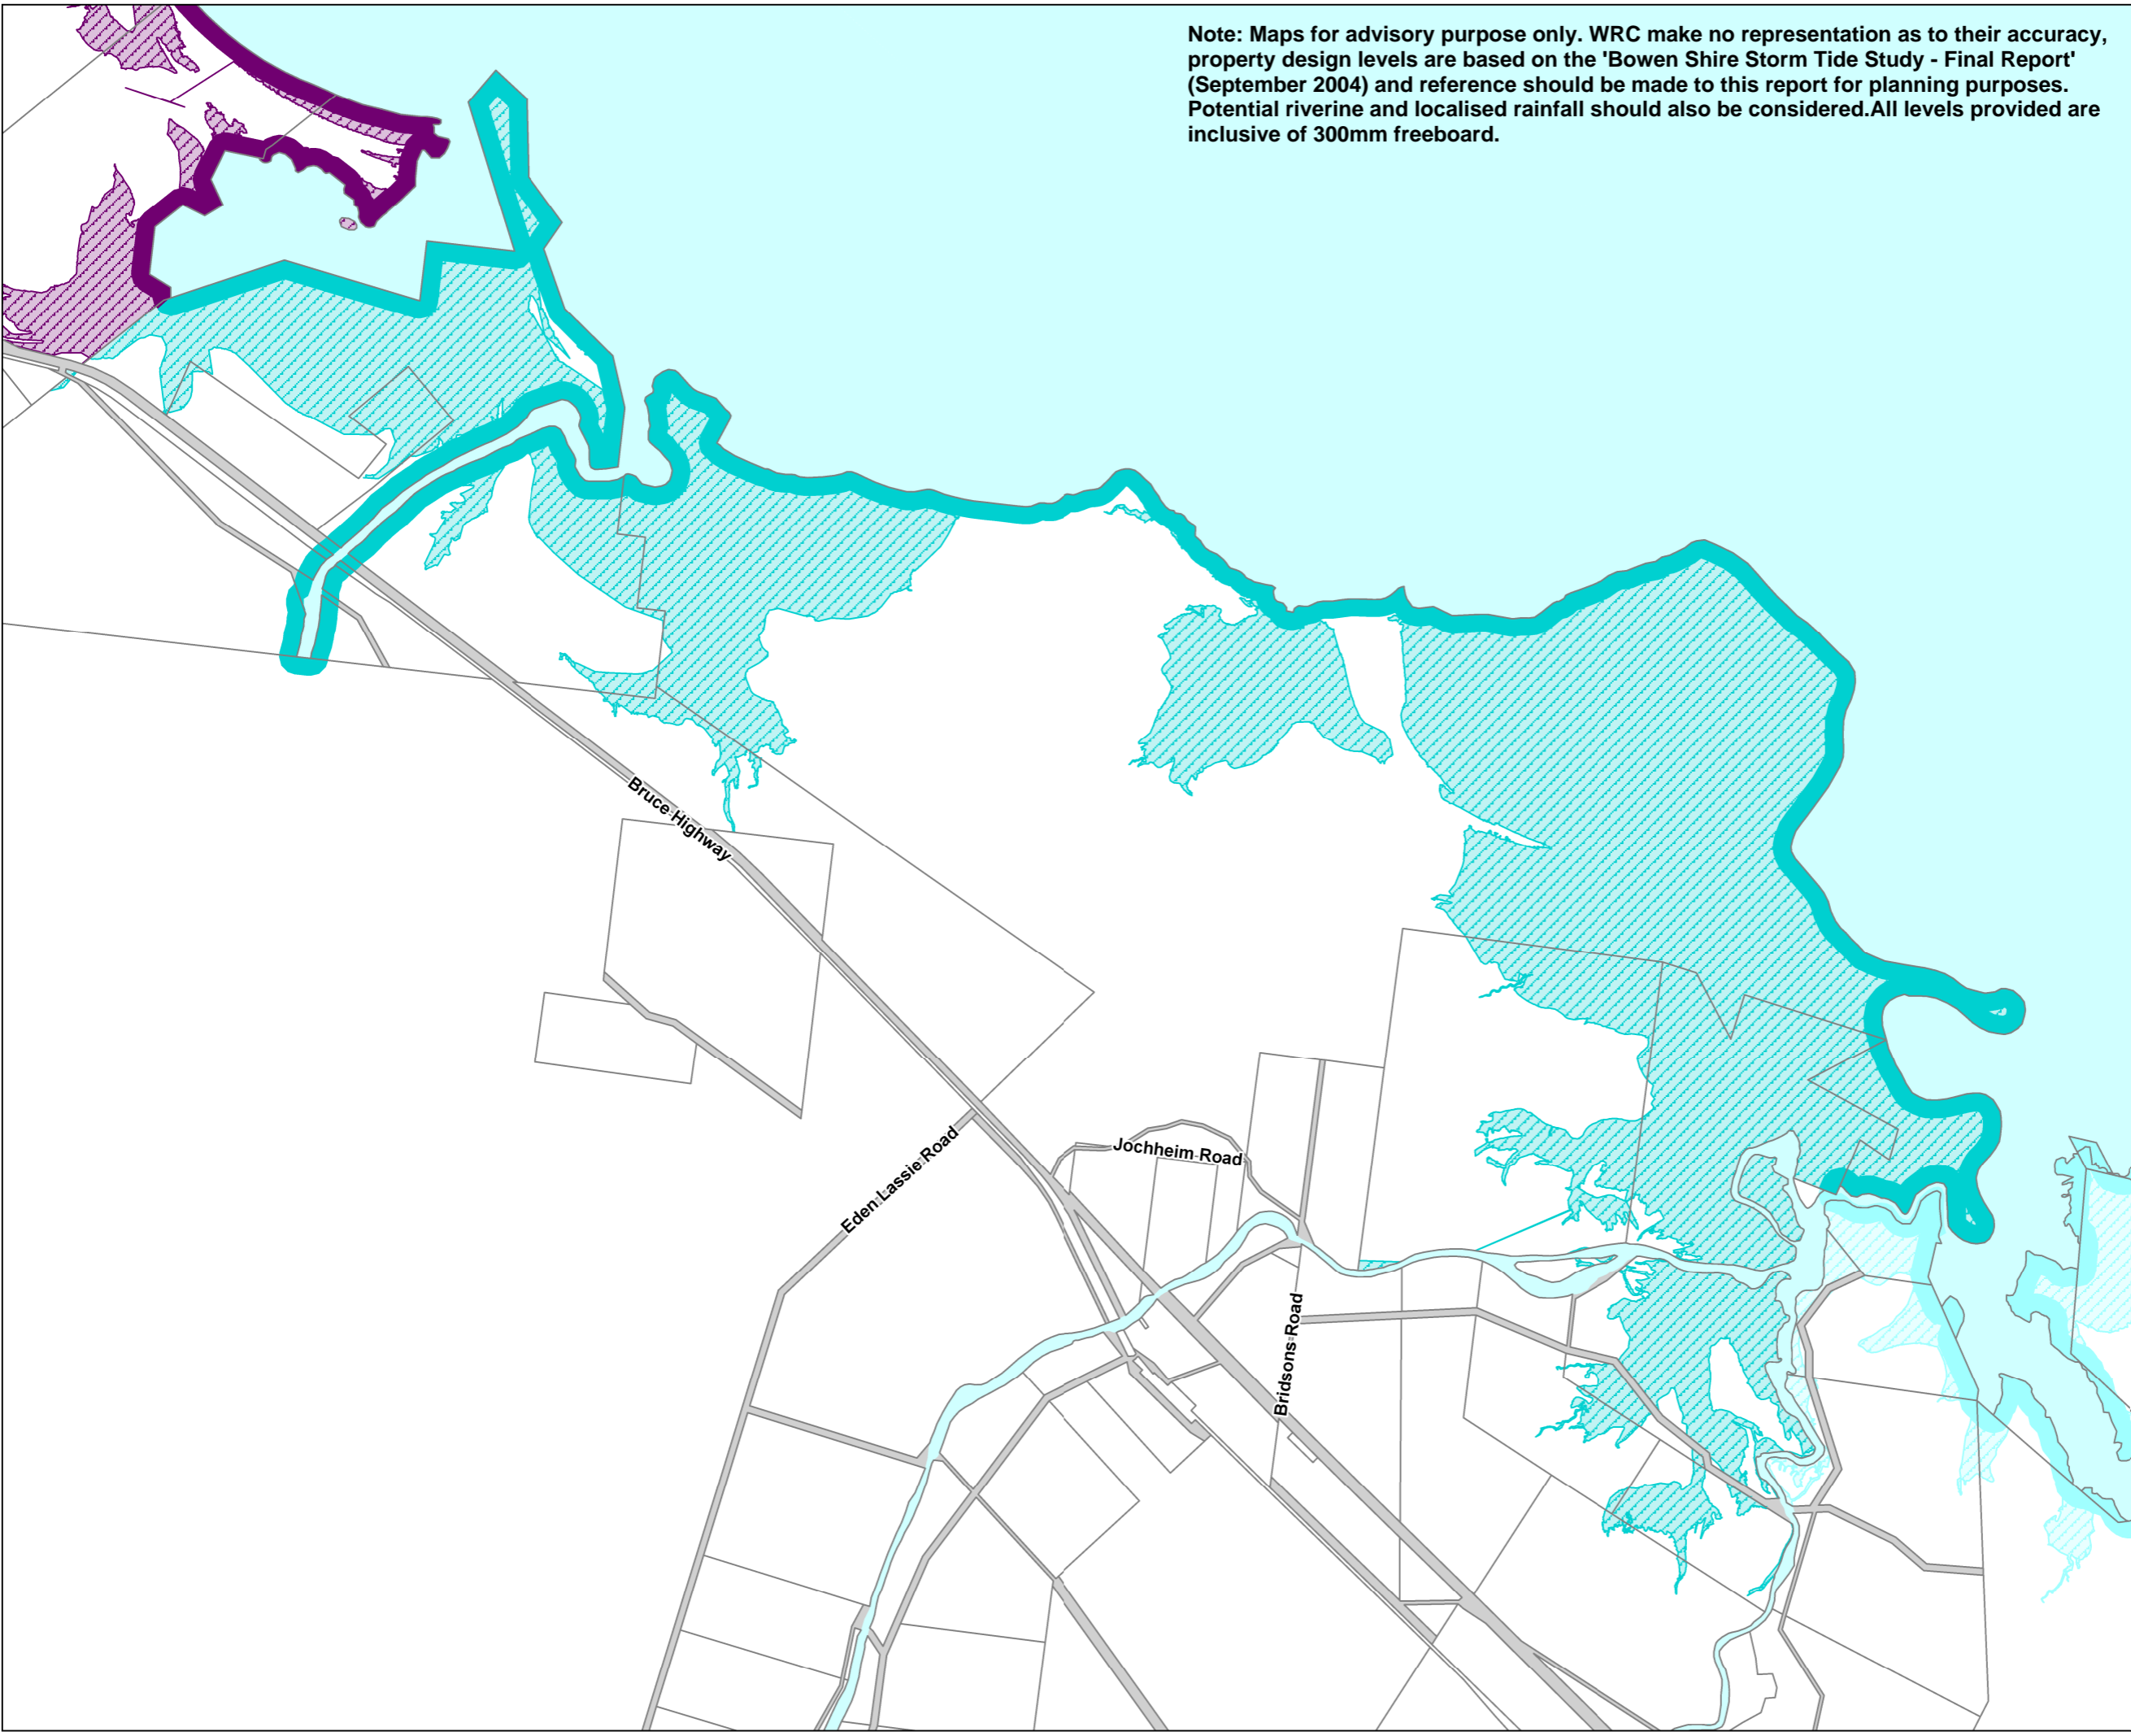 Note: Maps for advisory purpose only. WRC make no representation as to their accuracy,
property design levels are based on the 'Bowen Shire Storm Tide Study - Final Report'
(September 2004) and reference should be made to this report for planning purposes.
Potential riverine and localised rainfall should also be considered.All levels provided are
inclusive of 300mm freeboard.
Bruce Highway
Eden Lassie Road
Jochheim Road
Bridsons Road